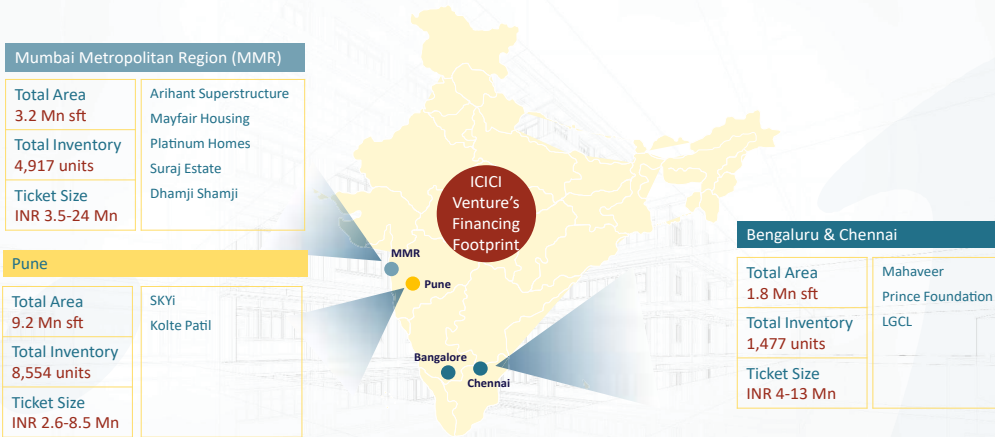 Mumbai Metropolitan Region (MMR)
Total Area
3.2 Mn sft
Total Inventory
4,917 units
Ticket Size
INR 3.5-24 Mn
Arihant Superstructure
Mayfair Housing
Platinum Homes
Suraj Estate
Dhamji Shamji
Pune
Total Area
9.2 Mn sft
Total Inventory
8,554 units
Ticket Size
INR 2.6-8.5 Mn
SKYi
Kolte Patil
ICICI
Venture's
Financing
Footprint
MMR
Pune
Bangalore
Chennai
Bengaluru & Chennai
Total Area
1.8 Mn sft
Total Inventory
1,477 units
Ticket Size
INR 4-13 Mn
Mahaveer
Prince Foundation
LGCL